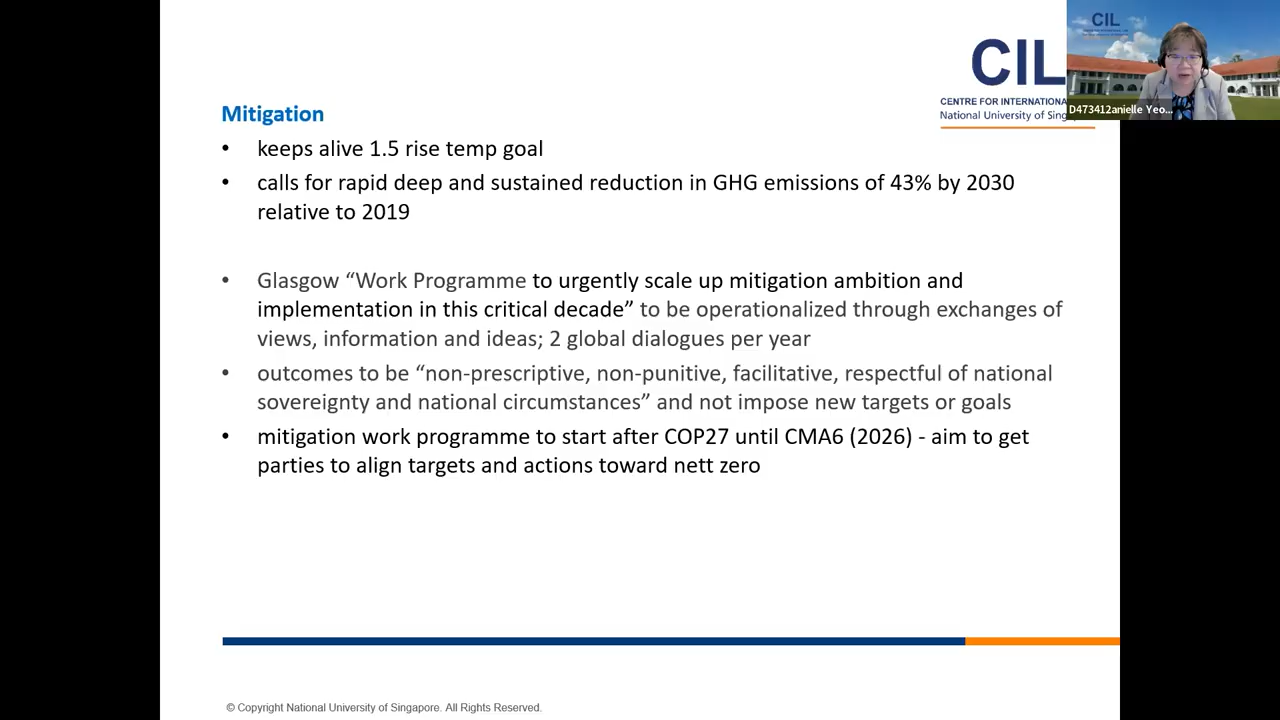 CIL
CENTRE FOR INTERNATIONA
National University of Sing
CIL
D473412anielle Yeo...
Mitigation
• keeps alive 1.5 rise temp goal
• calls for rapid deep and sustained reduction in GHG emissions of 43% by 2030
relative to 2019
• Glasgow “Work Programme to urgently scale up mitigation ambition and
implementation in this critical decade” to be operationalized through exchanges of
views, information and ideas; 2 global dialogues per year
• outcomes to be “non-prescriptive, non-punitive, facilitative, respectful of national
sovereignty and national circumstances” and not impose new targets or goals
• mitigation work programme to start after COP27 until CMA6 (2026) - aim to get
parties to align targets and actions toward nett zero
© Copyright National University of Singapore. All Rights Reserved.